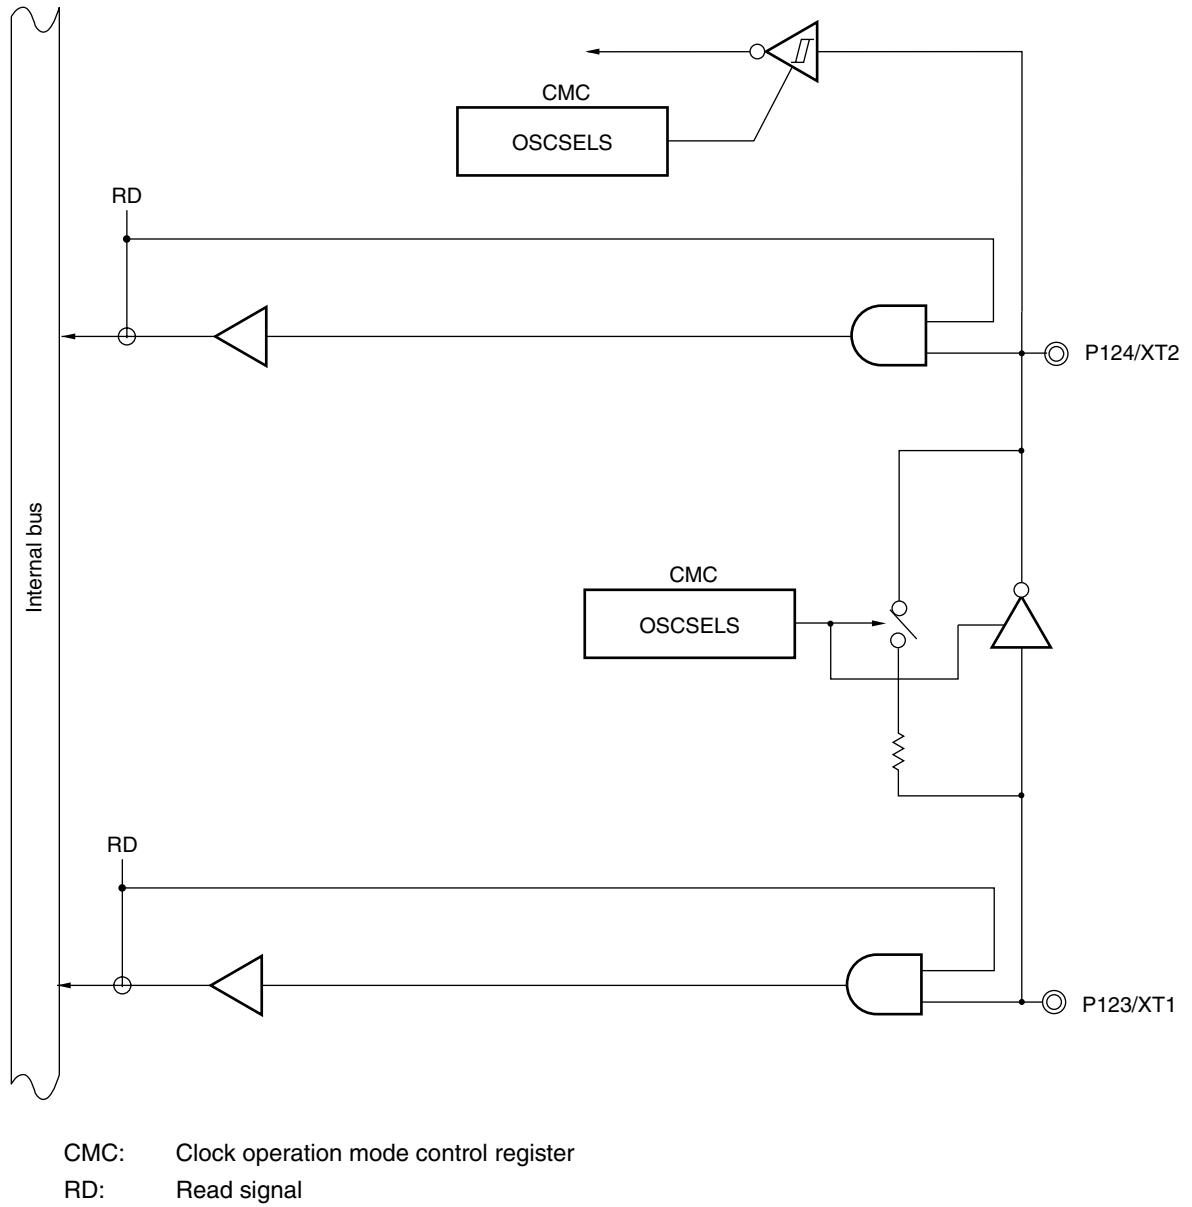 CMC
OSCSELS
RD
P124/XT2
Internal bus
CMC
OSCSELS
RD
P123/XT1
CMC: Clock operation mode control register
RD: Read signal